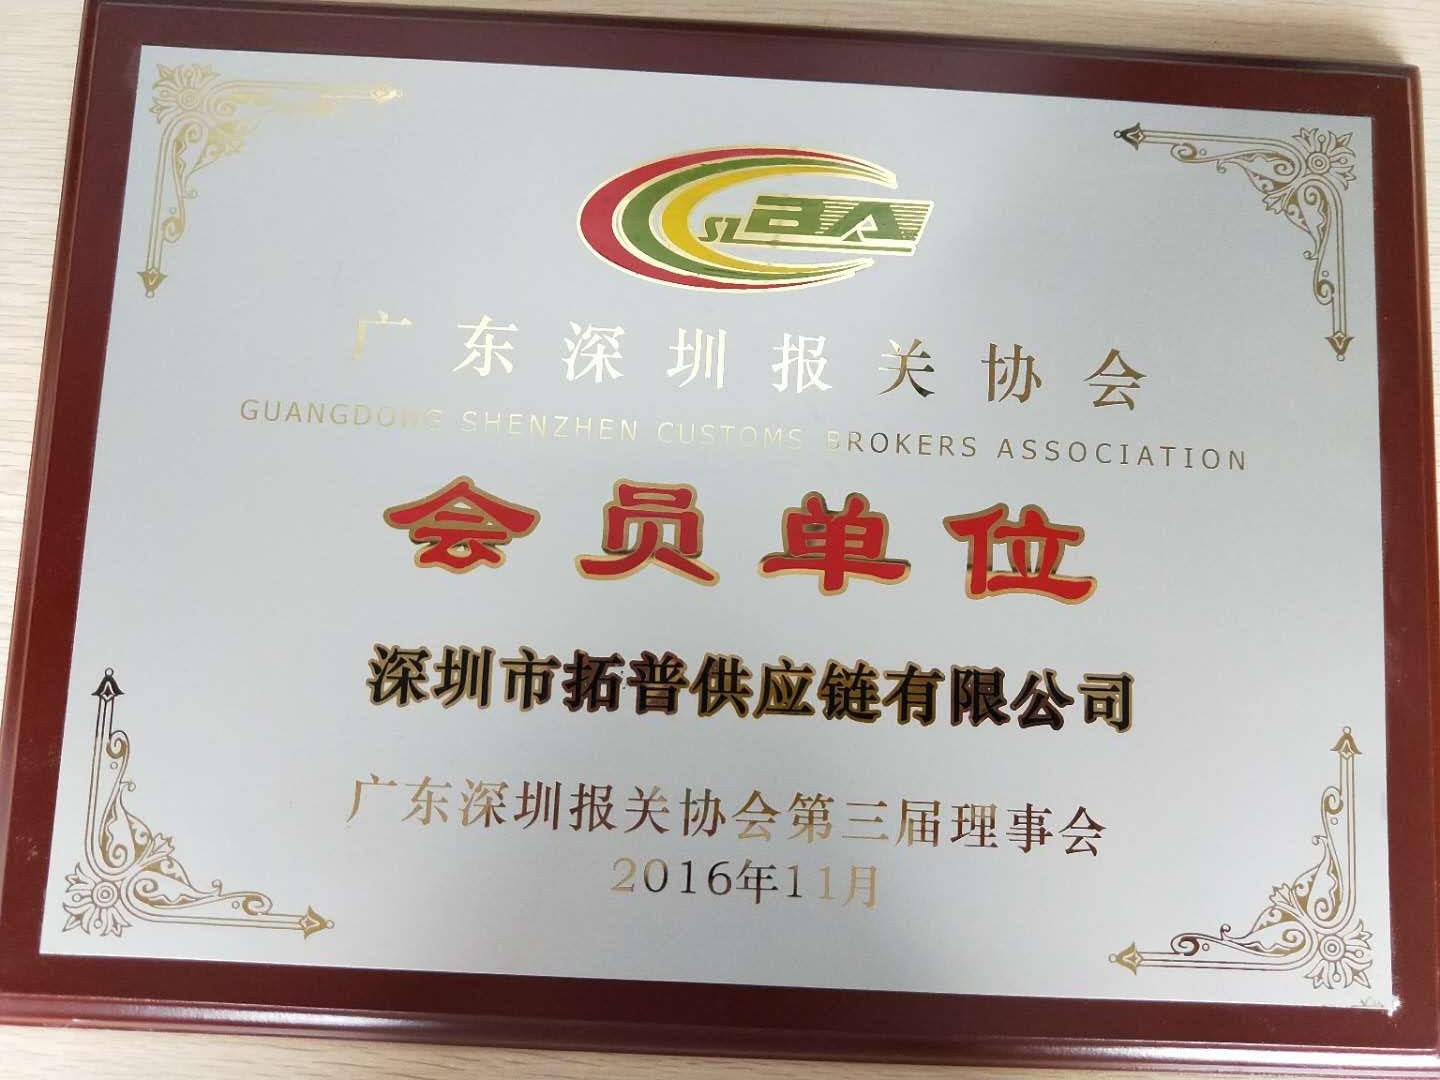 SZBA
广东深圳报关协会
GUANGDONG SHENZHEN CUSTOMS BROKERS ASSOCIATION
会员单位
深圳市拓普供应链有限公司
广东深圳报关协会第三届理事会
2016年11月